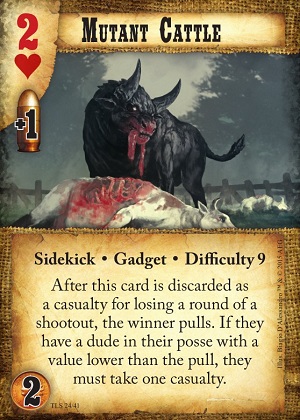 2
MUTANT CATTLE
+1
Sidekick • Gadget • Difficulty 9
After this card is discarded as
a casualty for losing a round of a
shootout, the winner pulls. If they
have a dude in their posse with a
value lower than the pull, they
must take one casualty.
2
TLS 24/41